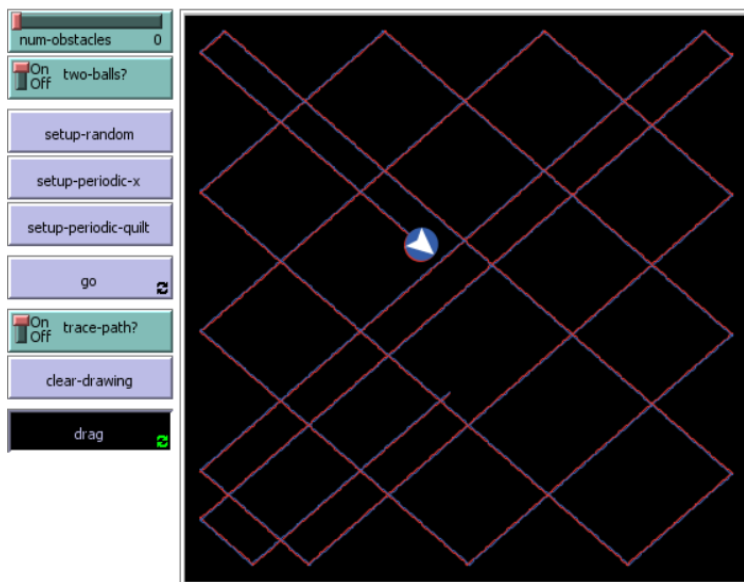 num-obstacles 0
On
Off
two-balls?
setup-random
setup-periodic-x
setup-periodic-quilt
go
On
Off
trace-path?
clear-drawing
drag